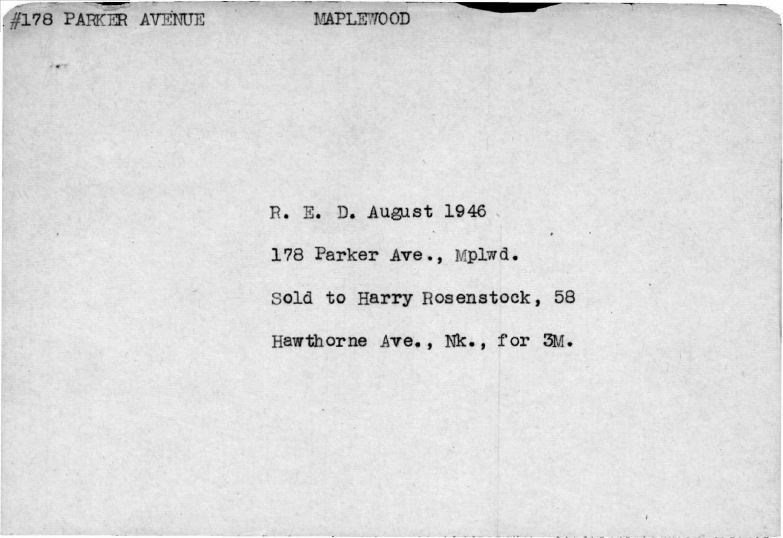 #178 PARKER AVENUE MAPLEWOOD
R. E. D. August 1946
178 Parker Ave., Mplwd.
Sold to Harry Rosenstock, 58
Hawthorne Ave., Nk., for 3M.